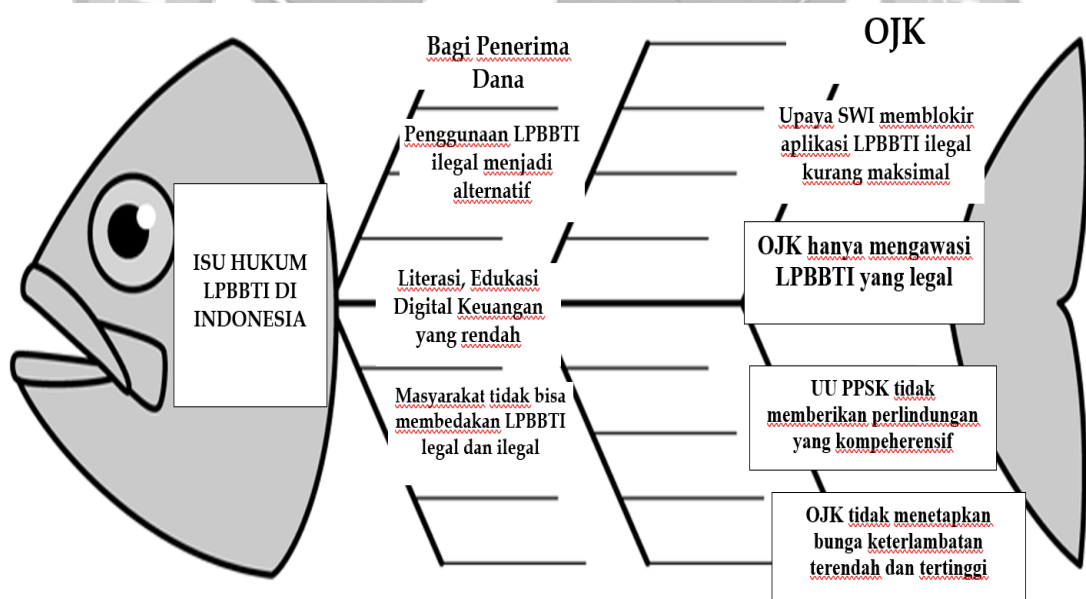 ISU HUKUM
LPBBTI DI
INDONESIA
Bagi Penerima
Dana
Penggunaan LPBBTI
ilegal menjadi
alternatif
Literasi, Edukasi
Digital Keuangan
yang rendah
Masyarakat tidak bisa
membedakan LPBBTI
legal dan ilegal
OJK
Upaya SWI memblokir
aplikasi LPBBTI ilegal
kurang maksimal
OJK hanya mengawasi
LPBBTI yang legal
UU PPSK tidak
memberikan perlindungan
yang kompeherensif
OJK tidak menetapkan
bunga keterlambatan
terendah dan tertinggi